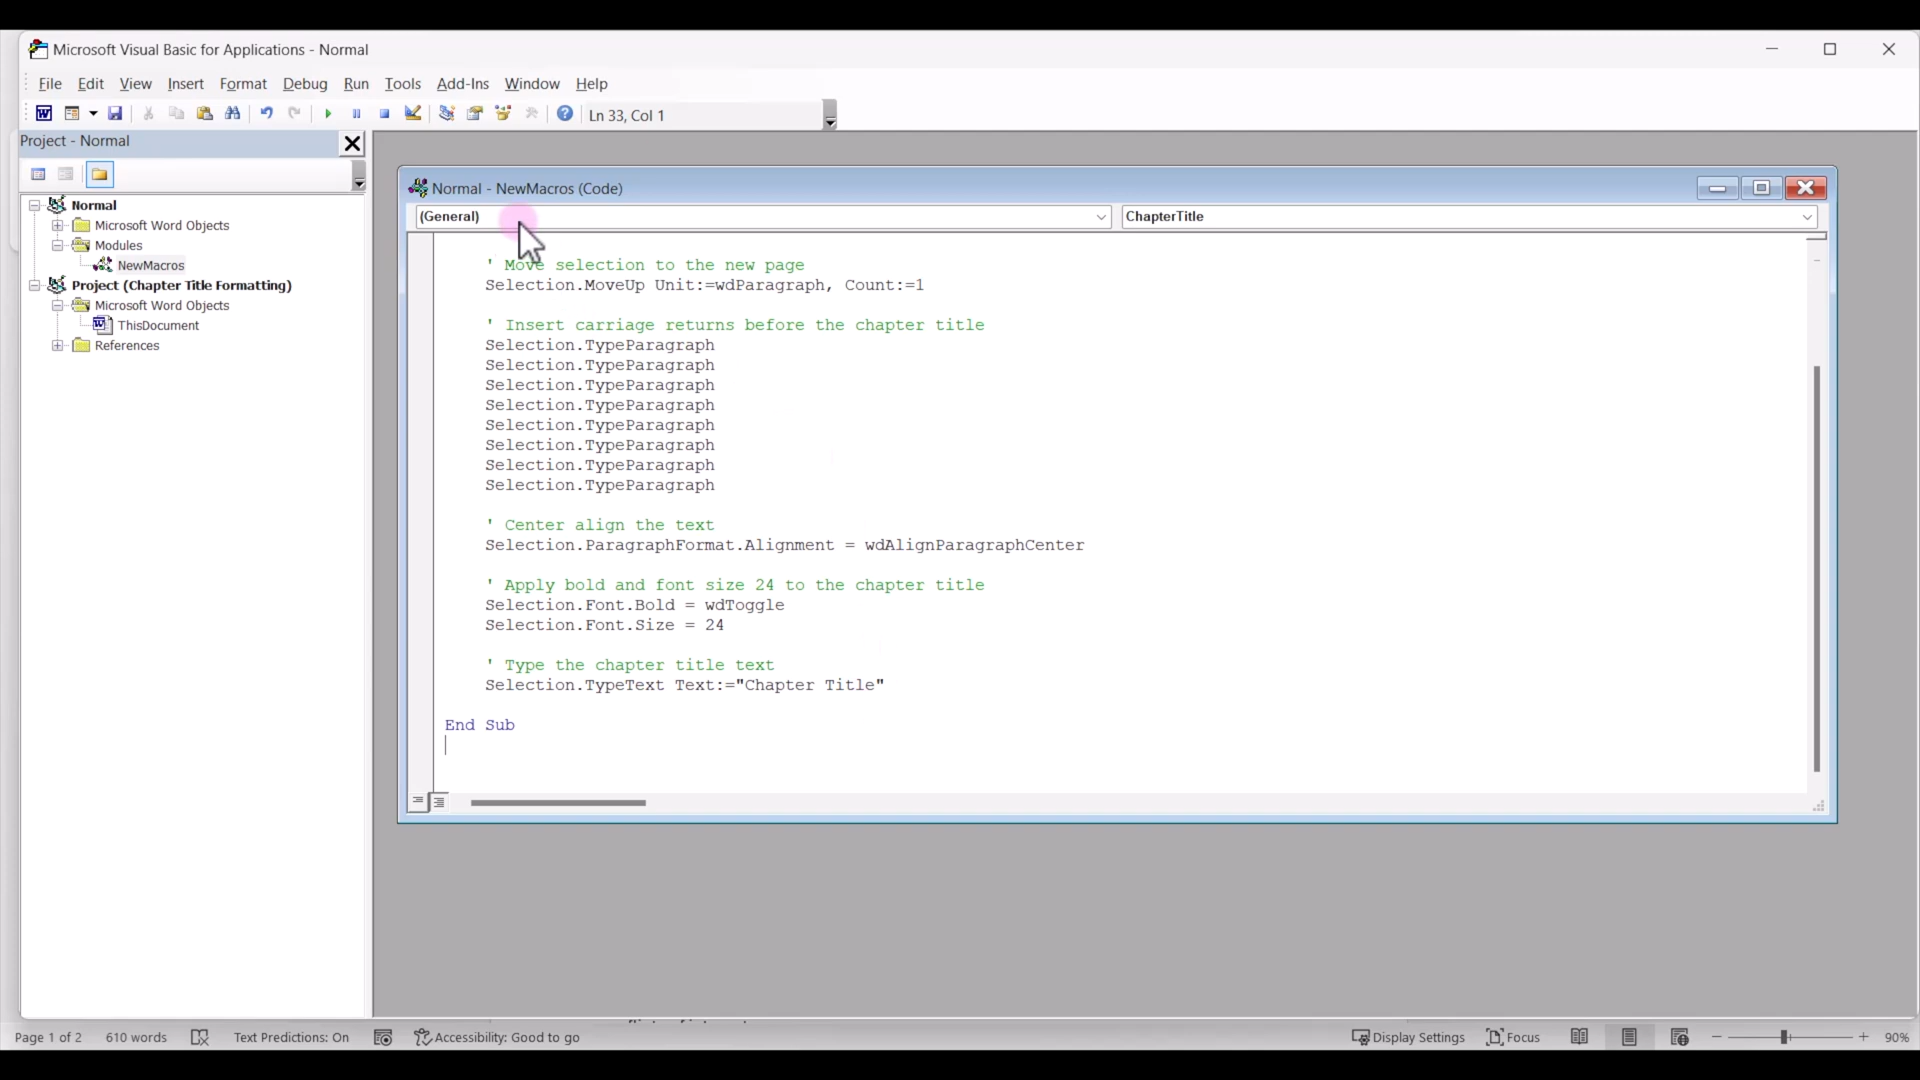 Microsoft Visual Basic for Applications - Normal
File Edit View Insert Format Debug Run Tools Add-Ins Window Help
Ln 33, Col 1
Project - Normal
Normal
Microsoft Word Objects
Modules
NewMacros
Project (Chapter Title Formatting)
Microsoft Word Objects
ThisDocument
References
Normal - NewMacros (Code)
(General) ChapterTitle
' Move selection to the new page
Selection.MoveUp Unit:=wdParagraph, Count:=1
' Insert carriage returns before the chapter title
Selection.TypeParagraph
Selection.TypeParagraph
Selection.TypeParagraph
Selection.TypeParagraph
Selection.TypeParagraph
Selection.TypeParagraph
Selection.TypeParagraph
Selection.TypeParagraph
' Center align the text
Selection.ParagraphFormat.Alignment = wdAlignParagraphCenter
' Apply bold and font size 24 to the chapter title
Selection.Font.Bold = wdToggle
Selection.Font.Size = 24
' Type the chapter title text
Selection.TypeText Text:="Chapter Title"
End Sub
Page 1 of 2 610 words Text Predictions: On Accessibility: Good to go Display Settings Focus 90%